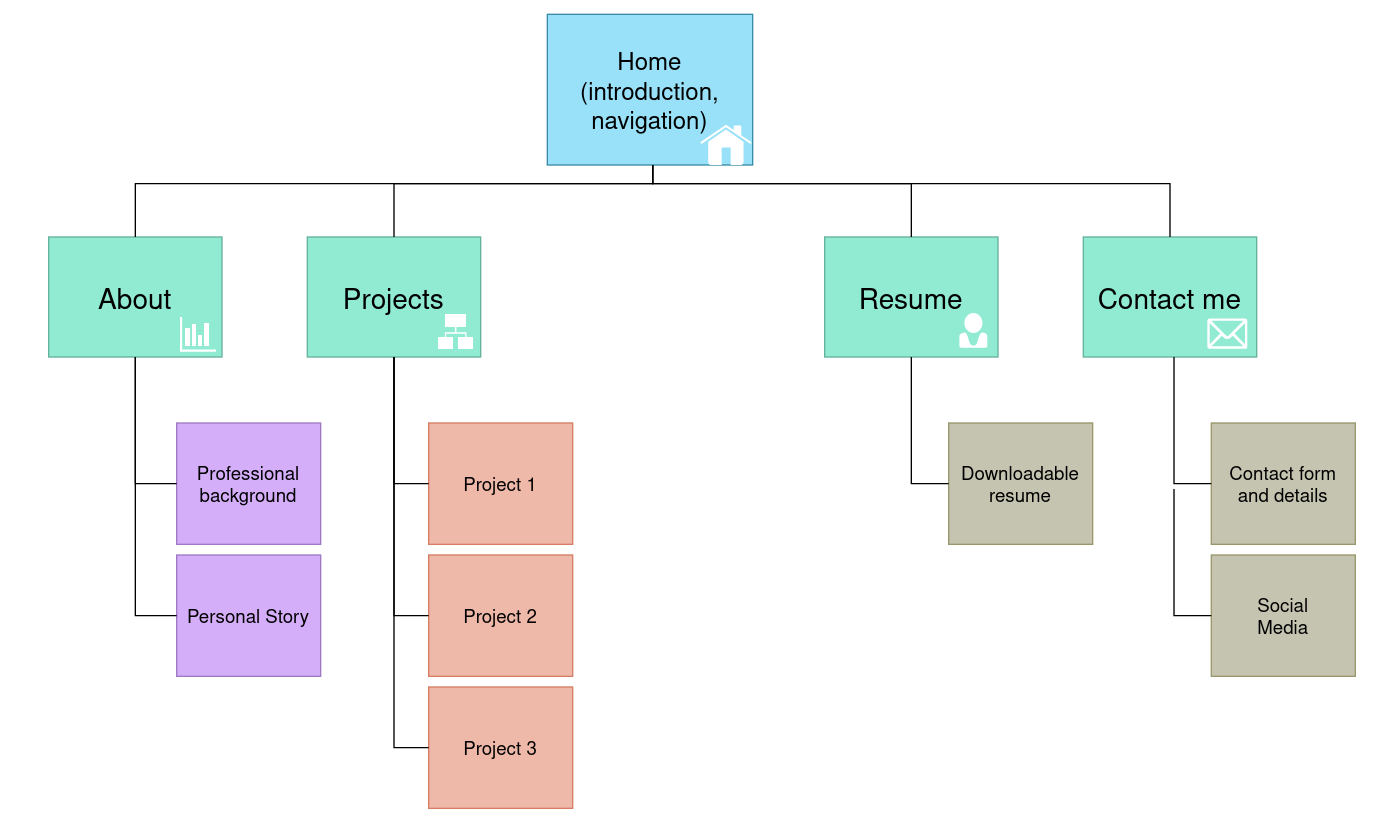 Home
(introduction,
navigation)
About
Projects
Resume
Contact me
Professional
background
Project 1
Downloadable
resume
Contact form
and details
Personal Story
Project 2
Social
Media
Project 3